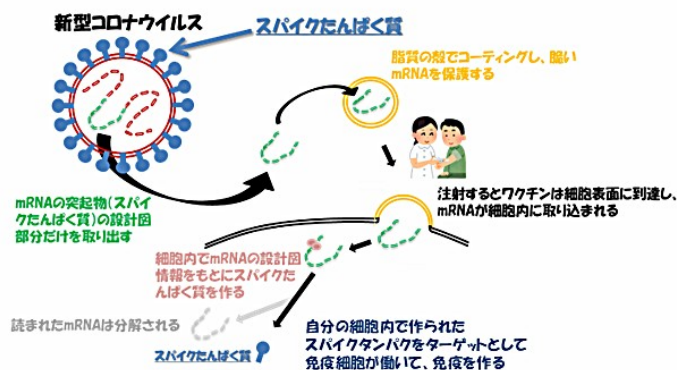 新型コロナウイルス
スパイクたんぱく質
脂質の殻でコーティングし、脆い
mRNAを保護する
mRNAの突起物(スパイ
クたんぱく質)の設計図
部分だけを取り出す
注射するとワクチンは細胞表面に到達し、
mRNAが細胞内に取り込まれる
細胞内でmRNAの設計図
情報をもとにスパイクた
んぱく質を作る
読まれたmRNAは分解される
スパイクたんぱく質
自分の細胞内で作られた
スパイクタンパクをターゲットとして
免疫細胞が働いて、免疫を作る